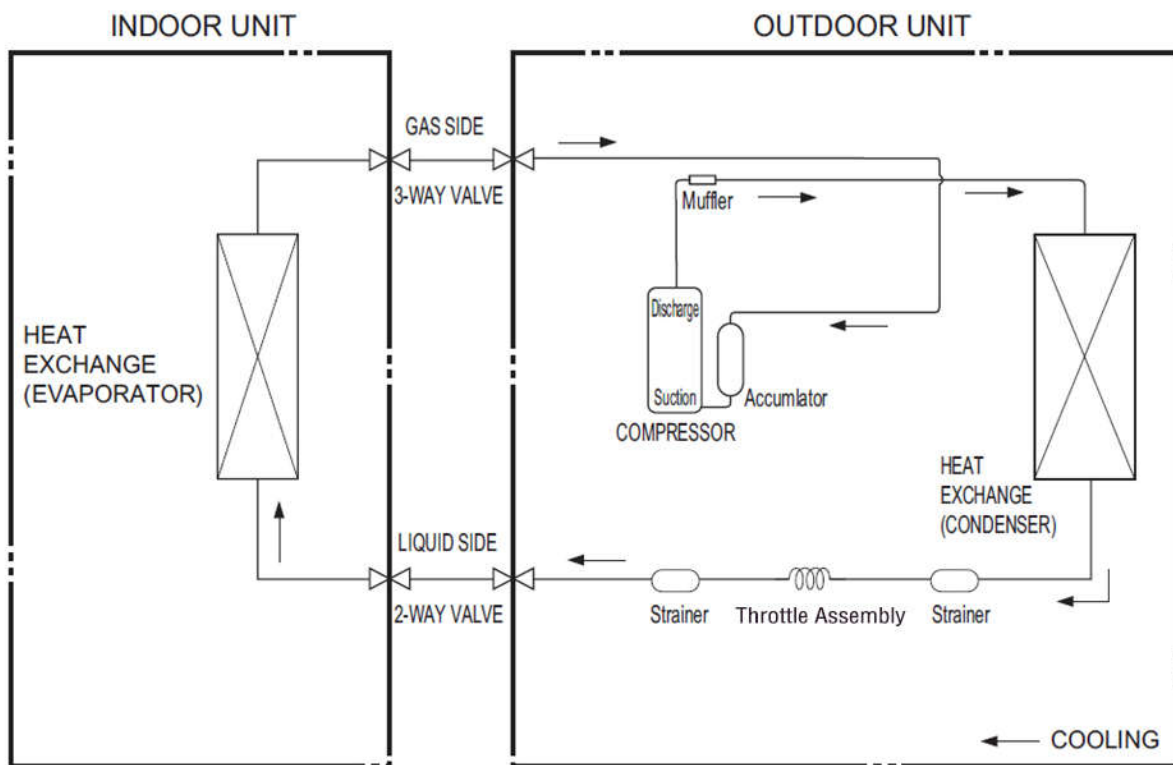 INDOOR UNIT
OUTDOOR UNIT
GAS SIDE
3-WAY VALVE
Muffler
HEAT
EXCHANGE
(EVAPORATOR)
Discharge
Suction
Accumlator
COMPRESSOR
HEAT
EXCHANGE
(CONDENSER)
LIQUID SIDE
2-WAY VALVE
Strainer
Throttle Assembly
Strainer
COOLING